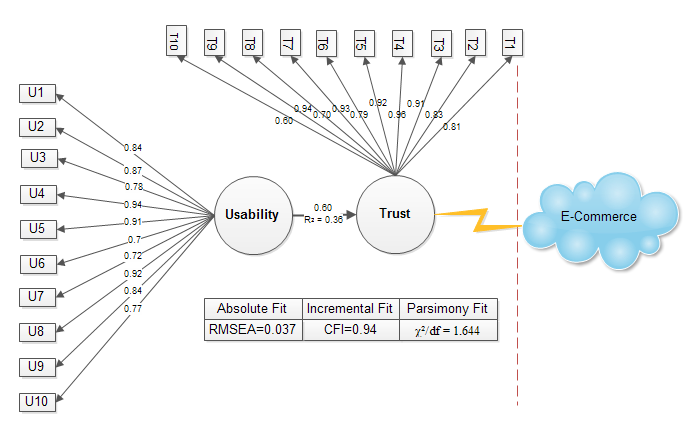 T10 T9 T8 T7 T6 T5 T4 T3 T2 T1
0.60 0.94 0.70 0.93 0.79 0.92 0.96 0.91 0.83 0.81
U1
U2
U3
U4
U5
U6
U7
U8
U9
U10
0.84
0.87
0.78
0.94
0.91
0.7
0.72
0.92
0.84
0.77
Usability
0.60
R² = 0.36
Trust
E-Commerce
Absolute Fit Incremental Fit Parsimony Fit
RMSEA=0.037 CFI=0.94 χ²/df = 1.644